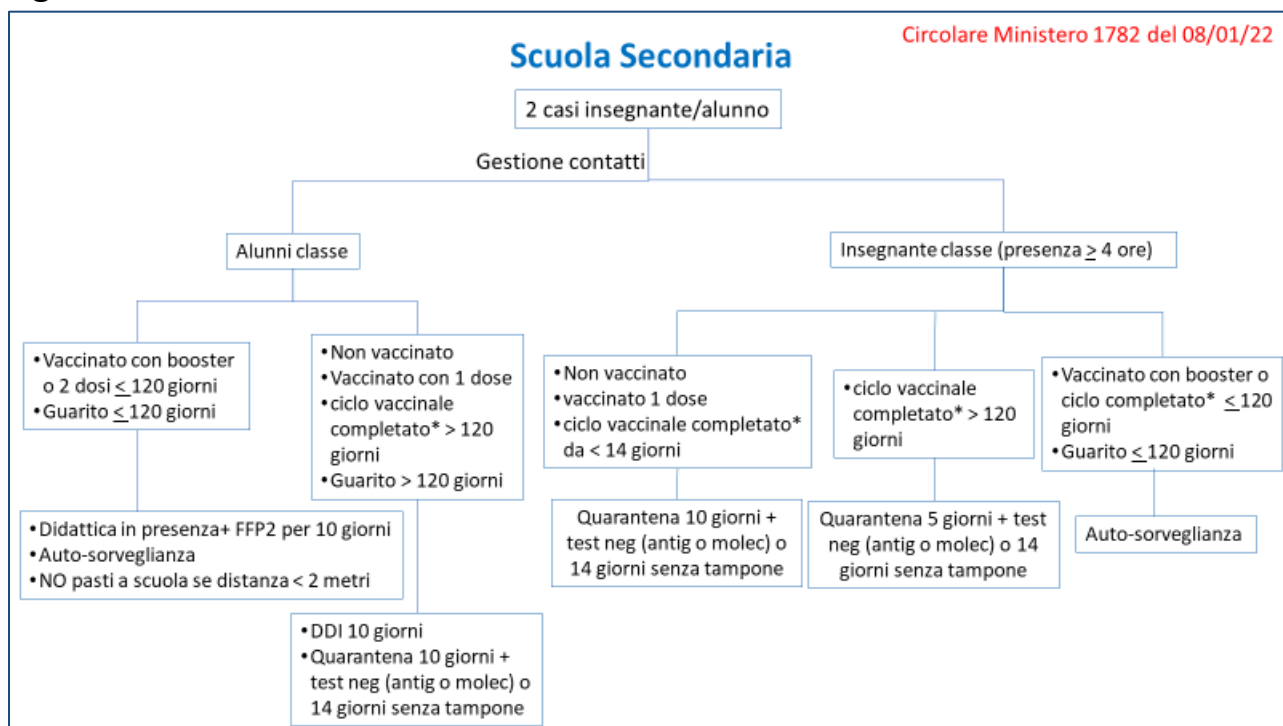 Circolare Ministero 1782 del 08/01/22
Scuola Secondaria
2 casi insegnante/alunno
Gestione contatti
Alunni classe
Insegnante classe (presenza > 4 ore)
•Vaccinato con booster
o 2 dosi < 120 giorni
•Guarito < 120 giorni
•Non vaccinato
•Vaccinato con 1 dose
•ciclo vaccinale
completato* > 120
giorni
•Guarito > 120 giorni
•Non vaccinato
•vaccinato 1 dose
•ciclo vaccinale completato*
da < 14 giorni
•ciclo vaccinale
completato* > 120
giorni
•Vaccinato con booster o
ciclo completato* <120
giorni
•Guarito < 120 giorni
•Didattica in presenza+ FFP2 per 10 giorni
•Auto-sorveglianza
•NO pasti a scuola se distanza < 2 metri
•DDI 10 giorni
•Quarantena 10 giorni +
test neg (antig o molec) o
14 giorni senza tampone
Quarantena 10 giorni +
test neg (antig o molec) o
14 giorni senza tampone
Quarantena 5 giorni + test
neg (antig o molec) o 14
giorni senza tampone
Auto-sorveglianza